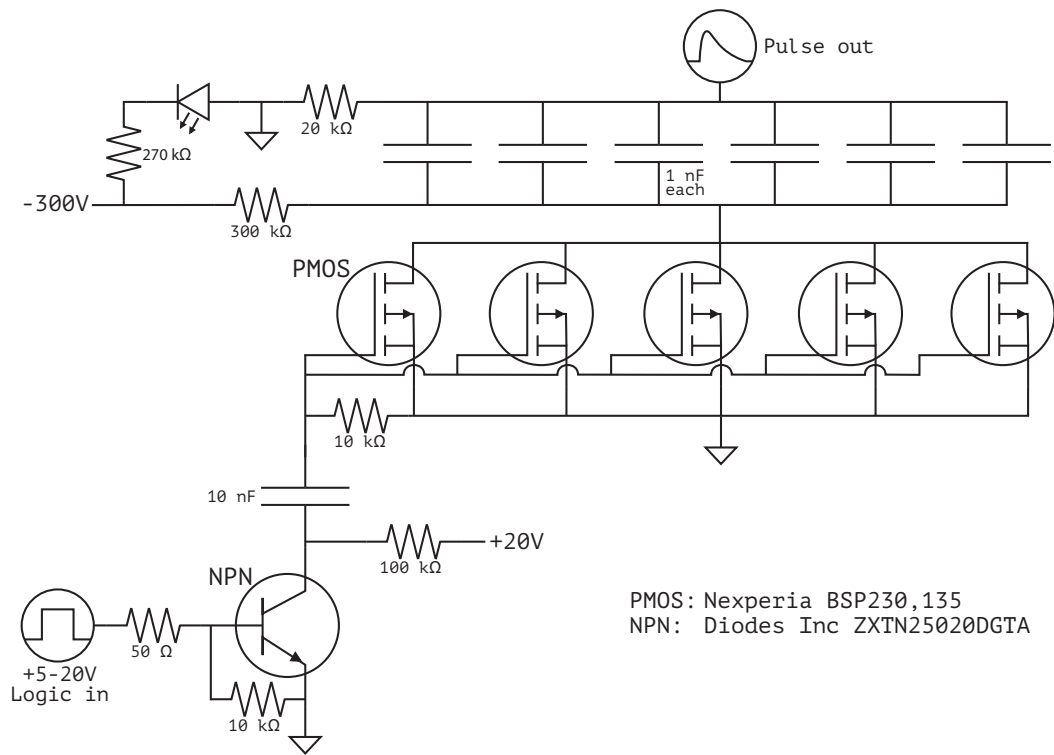 Pulse out
20 kΩ
270 kΩ
1 nF
each
-300V
300 kΩ
PMOS
10 kΩ
10 nF
+20V
100 kΩ
NPN
PMOS: Nexperia BSP230,135
NPN: Diodes Inc ZXTN25020DGTA
50 Ω
+5-20V
Logic in
10 kΩ